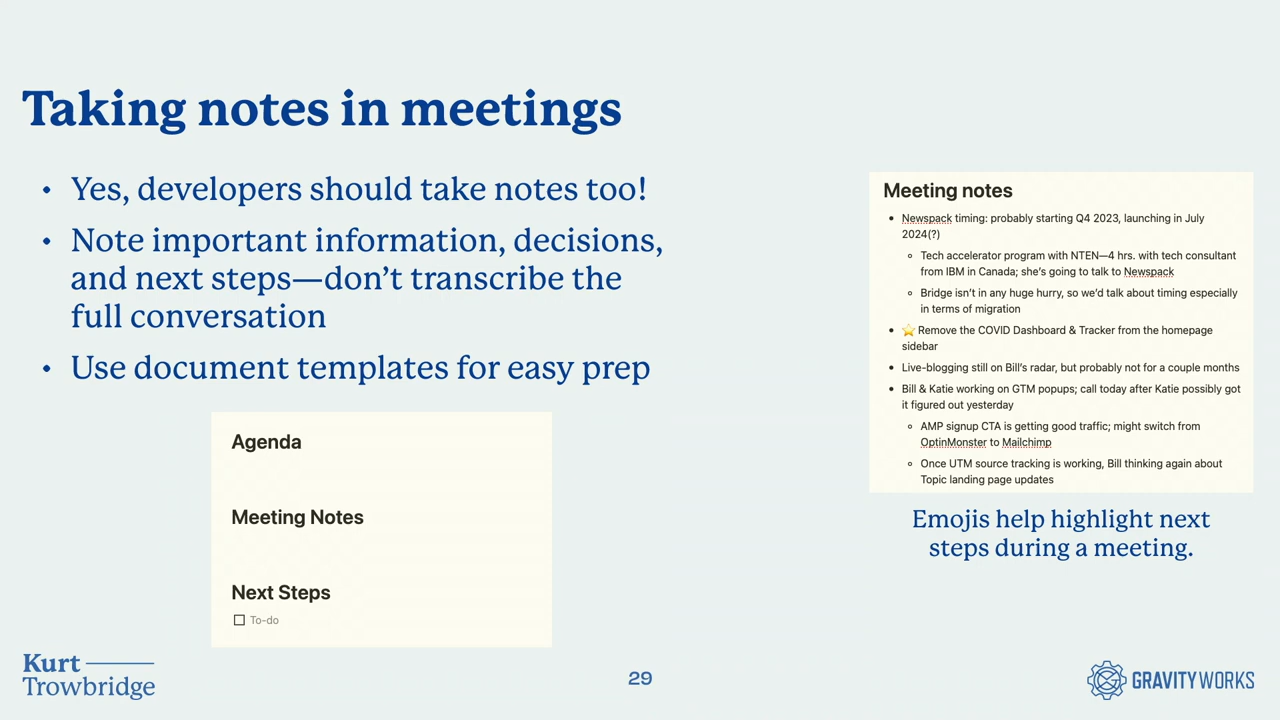 Taking notes in meetings
• Yes, developers should take notes too!
• Note important information, decisions,
and next steps—don’t transcribe the
full conversation
• Use document templates for easy prep
Agenda
Meeting Notes
Next Steps
To-do
Meeting notes
• Newspack timing: probably starting Q4 2023, launching in July
2024(?)
◦ Tech accelerator program with NTEN—4 hrs. with tech consultant
from IBM in Canada; she’s going to talk to Newspack
◦ Bridge isn’t in any huge hurry, so we’d talk about timing especially
in terms of migration
• ⭐ Remove the COVID Dashboard & Tracker from the homepage
sidebar
• Live-blogging still on Bill’s radar, but probably not for a couple months
• Bill & Katie working on GTM popups; call today after Katie possibly got
it figured out yesterday
◦ AMP signup CTA is getting good traffic; might switch from
OptinMonster to Mailchimp
◦ Once UTM source tracking is working, Bill thinking again about
Topic landing page updates
Emojis help highlight next
steps during a meeting.
Kurt
Trowbridge
29
GRAVITYWORKS